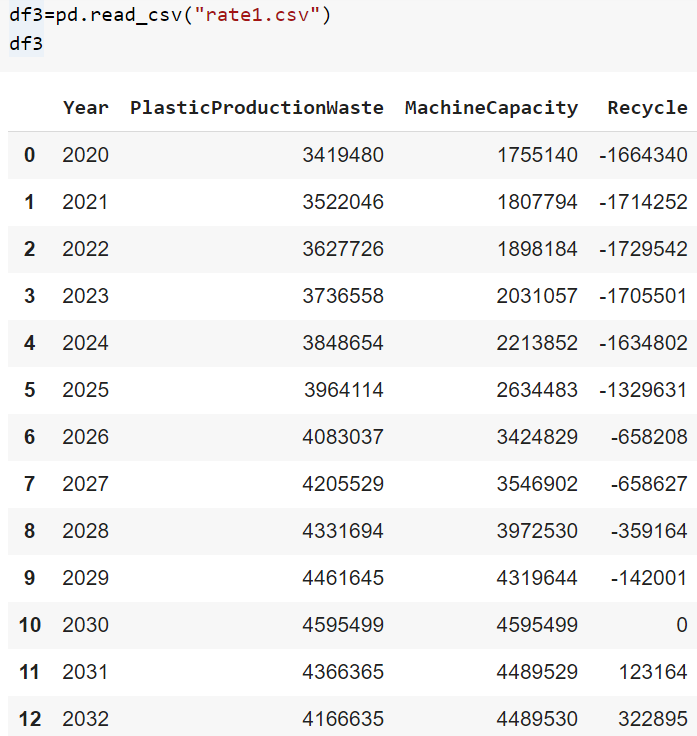 df3=pd.read_csv("rate1.csv")
df3
Year PlasticProductionWaste MachineCapacity Recycle
0 2020 3419480 1755140 -1664340
1 2021 3522046 1807794 -1714252
2 2022 3627726 1898184 -1729542
3 2023 3736558 2031057 -1705501
4 2024 3848654 2213852 -1634802
5 2025 3964114 2634483 -1329631
6 2026 4083037 3424829 -658208
7 2027 4205529 3546902 -658627
8 2028 4331694 3972530 -359164
9 2029 4461645 4319644 -142001
10 2030 4595499 4595499 0
11 2031 4366365 4489529 123164
12 2032 4166635 4489530 322895